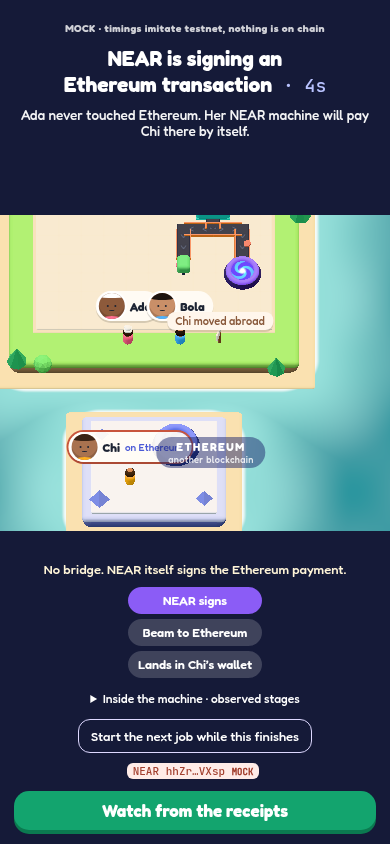 MOCK · timings imitate testnet, nothing is on chain
NEAR is signing an
Ethereum transaction · 4s
Ada never touched Ethereum. Her NEAR machine will pay
Chi there by itself.
Bola
Chi moved abroad
Chi on
ETHEREUM
another blockchain
No bridge. NEAR itself signs the Ethereum payment.
NEAR signs
Beam to Ethereum
Lands in Chi's wallet
▶ Inside the machine · observed stages
Start the next job while this finishes
NEAR hhZr…VXsp MOCK
Watch from the receipts